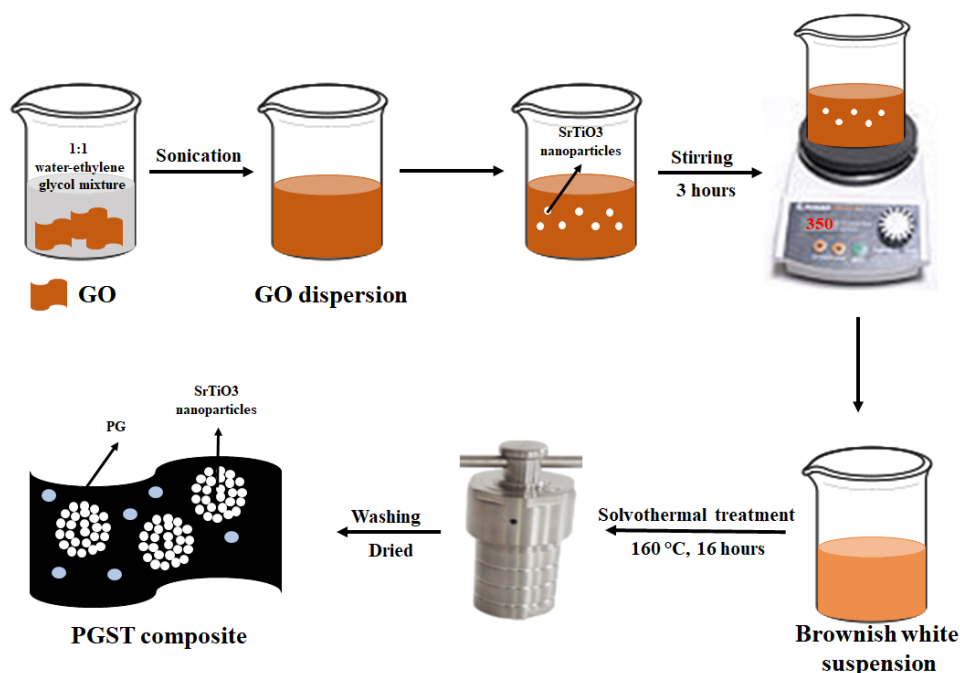 1:1
water-ethylene
glycol mixture
Sonication
SrTiO3
nanoparticles
Stirring
3 hours
350
GO
GO dispersion
SrTiO3
nanoparticles
PG
Washing
Dried
Solvothermal treatment
160 °C, 16 hours
PGST composite
Brownish white
suspension